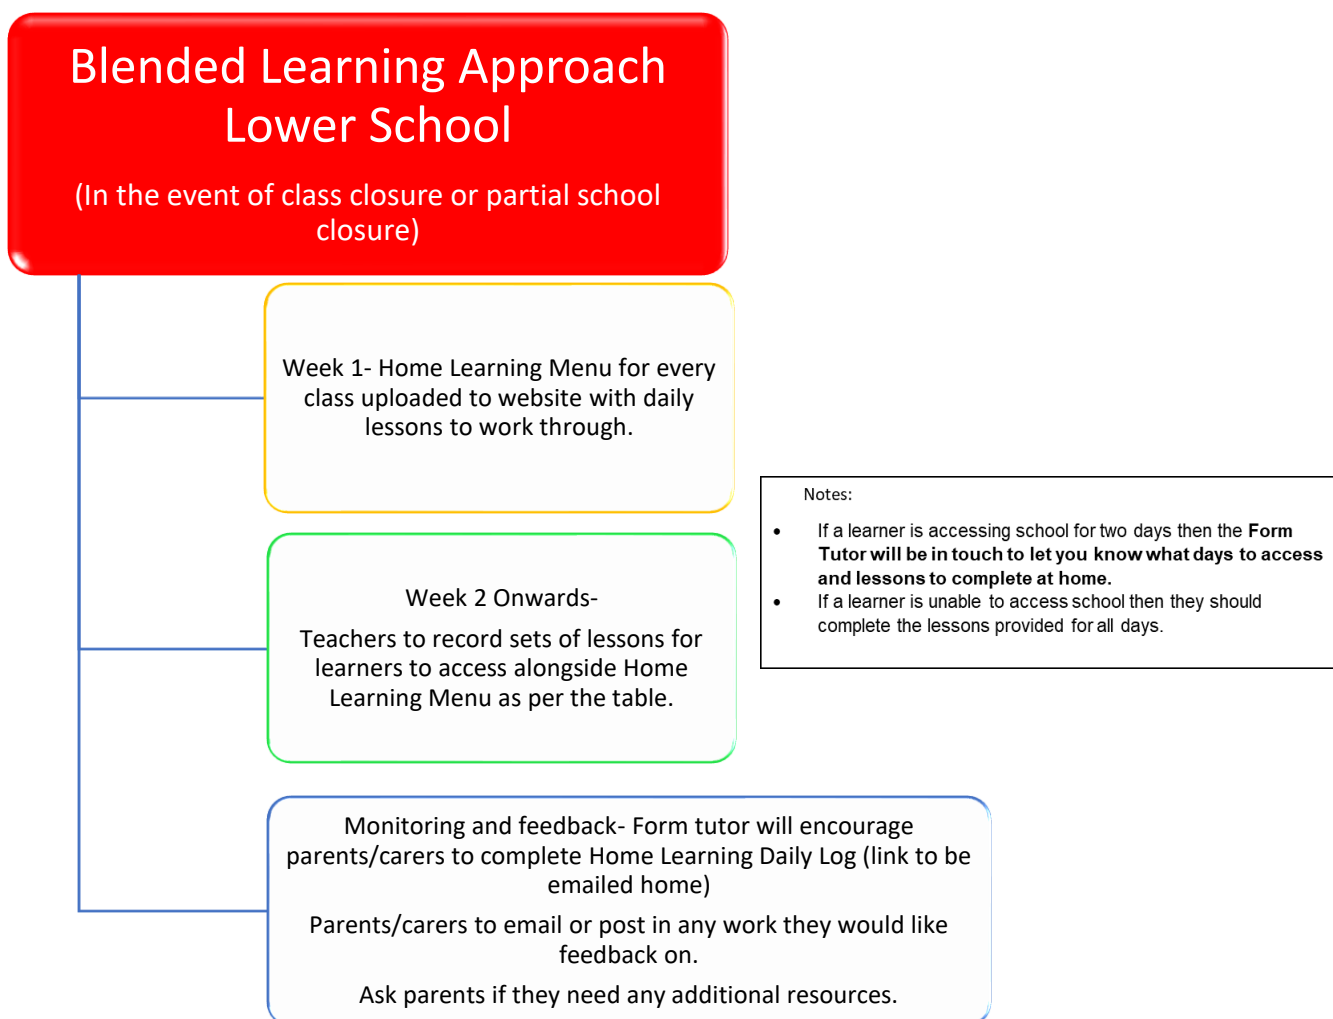 Blended Learning Approach
Lower School
(In the event of class closure or partial school
closure)
Week 1- Home Learning Menu for every
class uploaded to website with daily
lessons to work through.
Notes:
• If a learner is accessing school for two days then the Form
Tutor will be in touch to let you know what days to access
and lessons to complete at home.
• If a learner is unable to access school then they should
complete the lessons provided for all days.
Week 2 Onwards-
Teachers to record sets of lessons for
learners to access alongside Home
Learning Menu as per the table.
Monitoring and feedback- Form tutor will encourage
parents/carers to complete Home Learning Daily Log (link to be
emailed home)
Parents/carers to email or post in any work they would like
feedback on.
Ask parents if they need any additional resources.